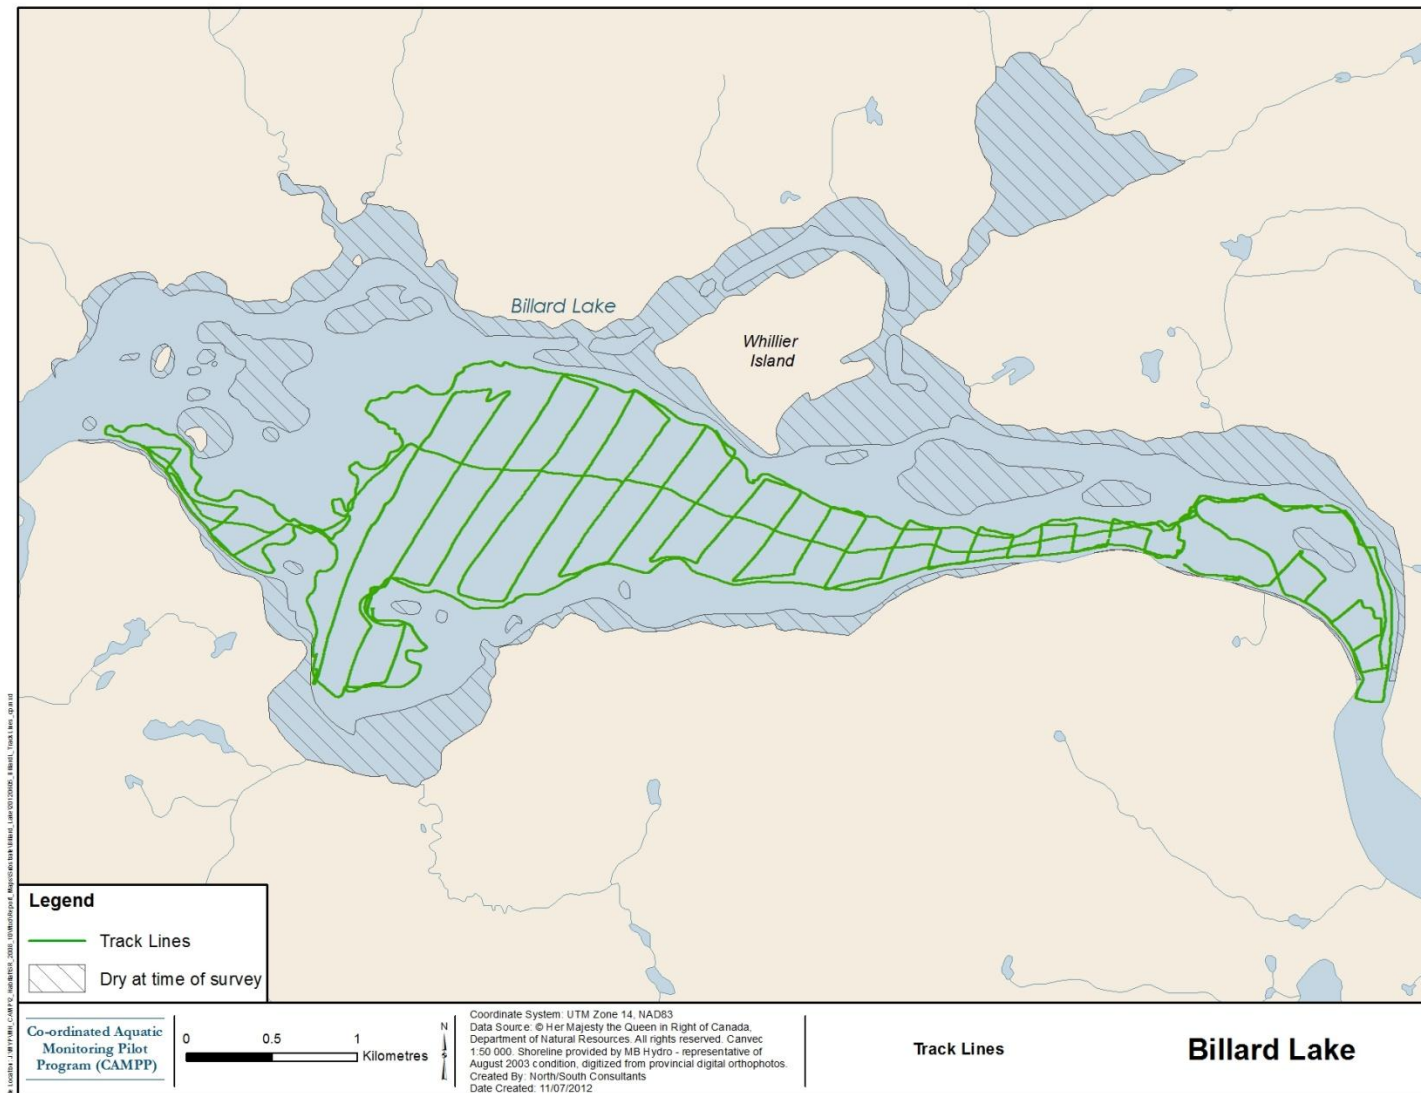 Billard Lake
Whillier
Island
Legend
Track Lines
Dry at time of survey
Co-ordinated Aquatic
Monitoring Pilot
Program (CAMPP)
0 0.5 1
Kilometres
N
S
Coordinate System: UTM Zone 14, NAD83
Data Source: © Her Majesty the Queen in Right of Canada,
Department of Natural Resources. All rights reserved. Canvec
1:50 000. Shoreline provided by MB Hydro - representative of
August 2003 condition, digitized from provincial digital orthophotos.
Created By: North/South Consultants
Date Created: 11/07/2012
Track Lines
Billard Lake